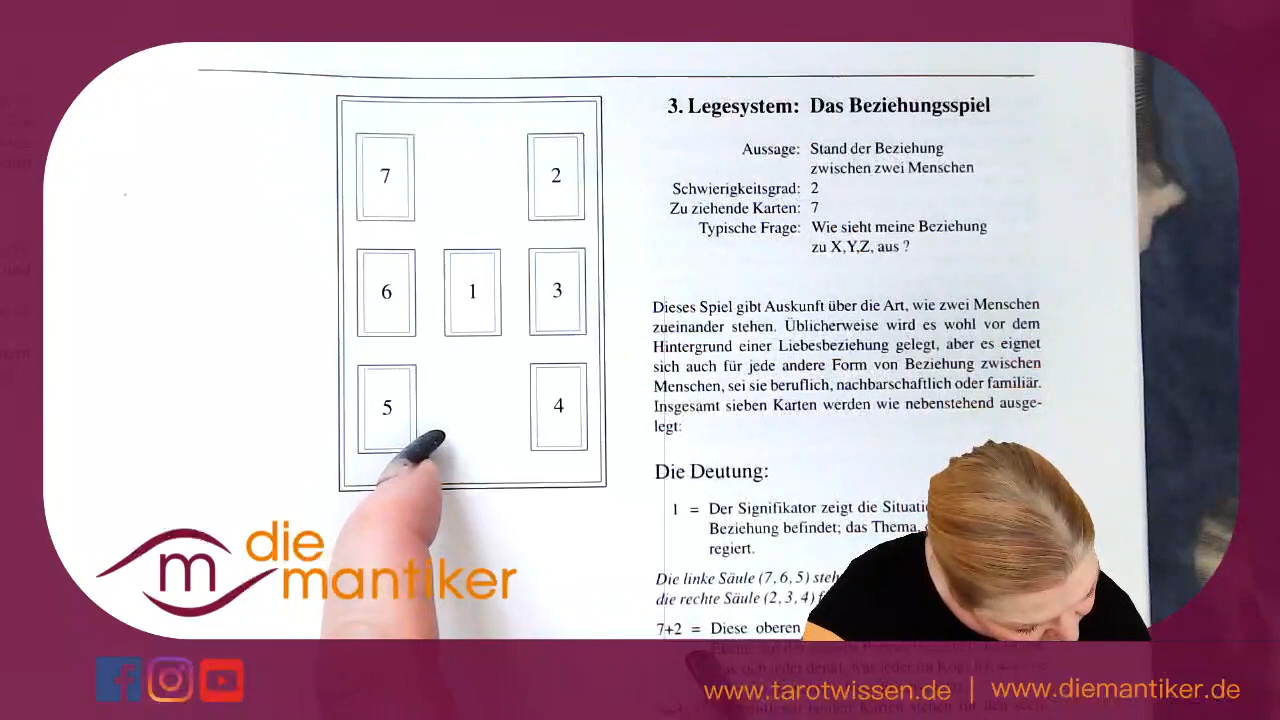 7
2
6
1
3
5
4
3. Legesystem: Das Beziehungsspiel
Aussage: Stand der Beziehung
zwischen zwei Menschen
Schwierigkeitsgrad: 2
Zu ziehende Karten: 7
Typische Frage: Wie sieht meine Beziehung
zu X,Y,Z, aus ?
Dieses Spiel gibt Auskunft über die Art, wie zwei Menschen
zueinander stehen. Üblicherweise wird es wohl vor dem
Hintergrund einer Liebesbeziehung gelegt, aber es eignet
sich auch für jede andere Form von Beziehung zwischen
Menschen, sei sie beruflich, nachbarschaftlich oder familiär.
Insgesamt sieben Karten werden wie nebenstehend ausge-
legt:
Die Deutung:
1 = Der Signifikator zeigt die
Beziehung befindet; das Thema,
regiert.
Die linke Säule (7, 6, 5)
die rechte Säule (2, 3, 4)
7+2 = Diese oberen
m die
mantiker
www.tarotwissen.de | www.diemantiker.de